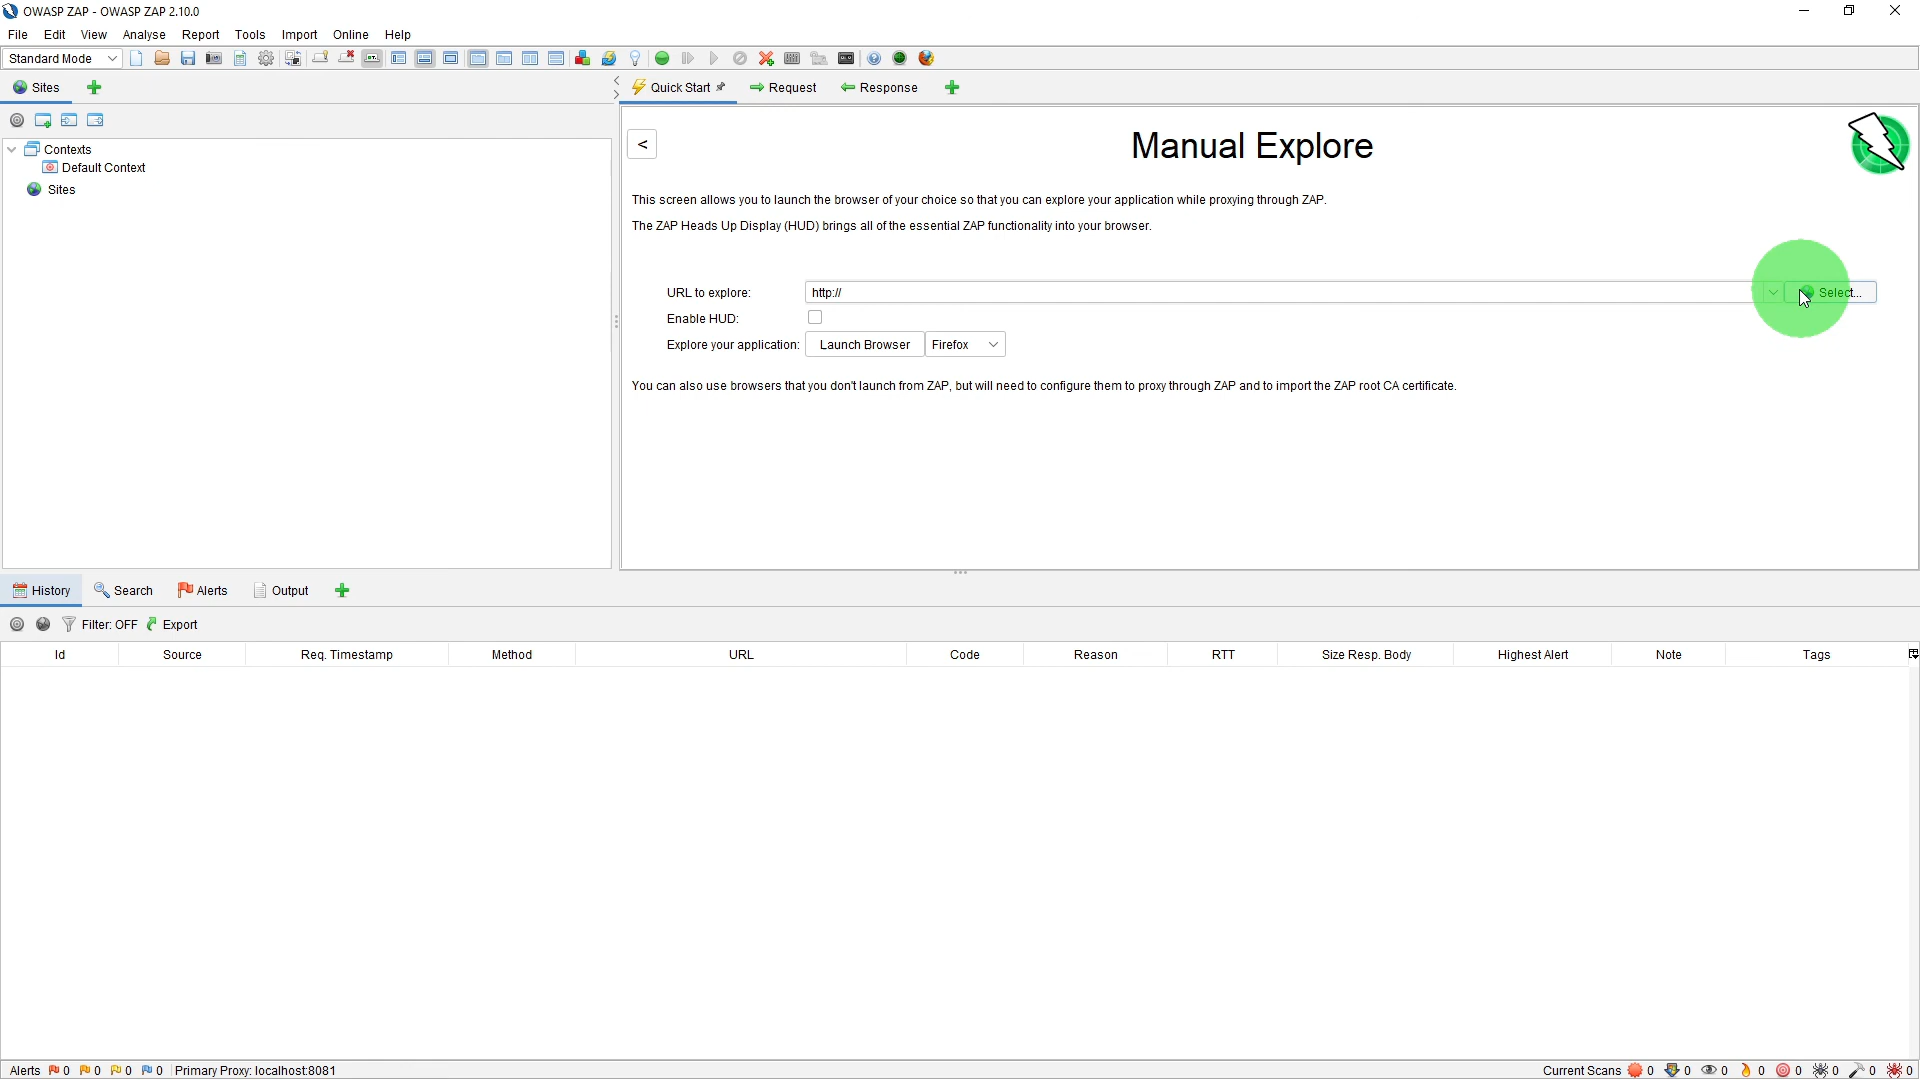 OWASP ZAP - OWASP ZAP 2.10.0
File Edit View Analyse Report Tools Import Online Help
Standard Mode
Sites
Quick Start Request Response
<
Manual Explore
Contexts
Default Context
Sites
This screen allows you to launch the browser of your choice so that you can explore your application while proxying through ZAP.
The ZAP Heads Up Display (HUD) brings all of the essential ZAP functionality into your browser.
URL to explore: http:// Select...
Enable HUD:
Explore your application: Launch Browser Firefox
You can also use browsers that you don't launch from ZAP, but will need to configure them to proxy through ZAP and to import the ZAP root CA certificate.
History Search Alerts Output
Filter: OFF Export
Id Source Req. Timestamp Method URL Code Reason RTT Size Resp. Body Highest Alert Note Tags
Alerts 0 0 0 0 Primary Proxy: localhost:8081 Current Scans 0 0 0 0 0 0 0 0